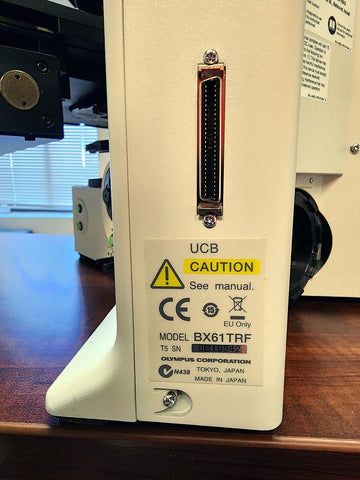 UCB
CAUTION
See manual.
CE
15
EU Only
MODEL BX61TRF
T5 SN
OLYMPUS CORPORATION
N438 TOKYO, JAPAN
MADE IN JAPAN